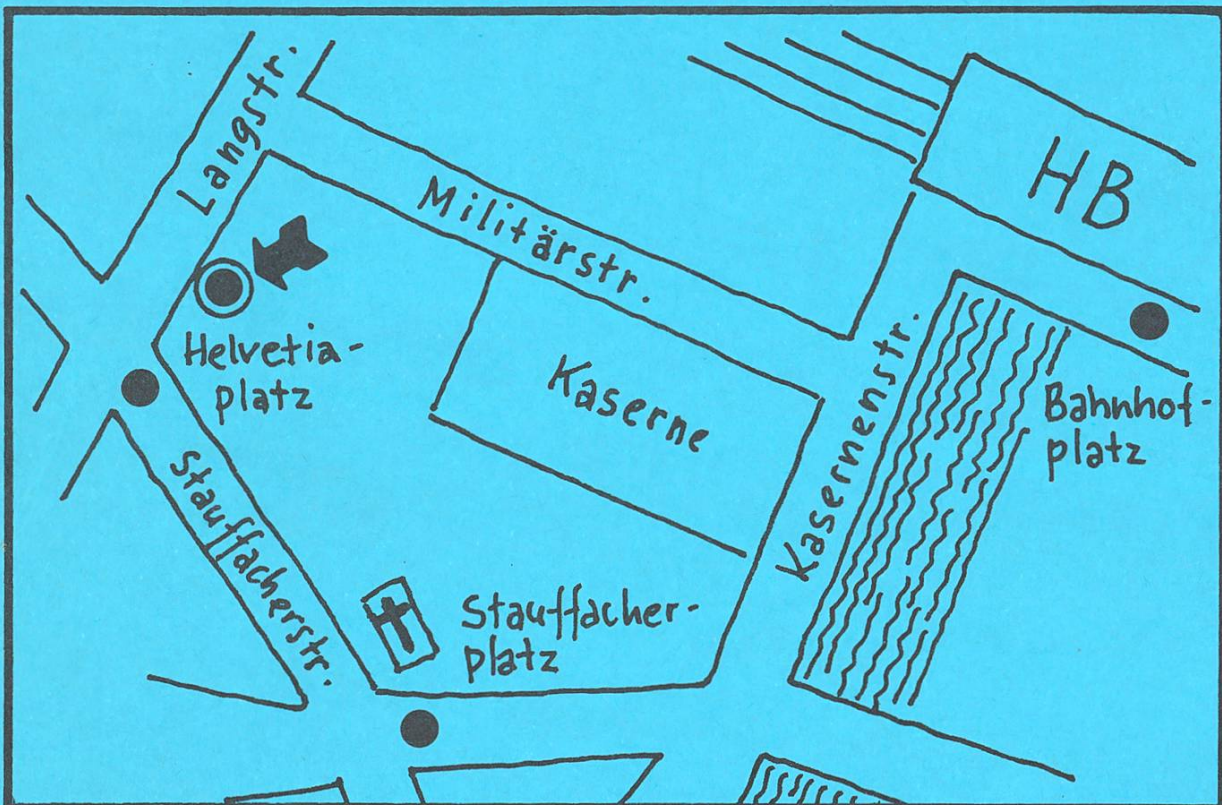 Langstr.
Militärstr.
HB
Helvetia-
platz
Kaserne
Kasernenstr.
Bahnhof-
platz
Stauffacherstr.
Stauffacher-
platz